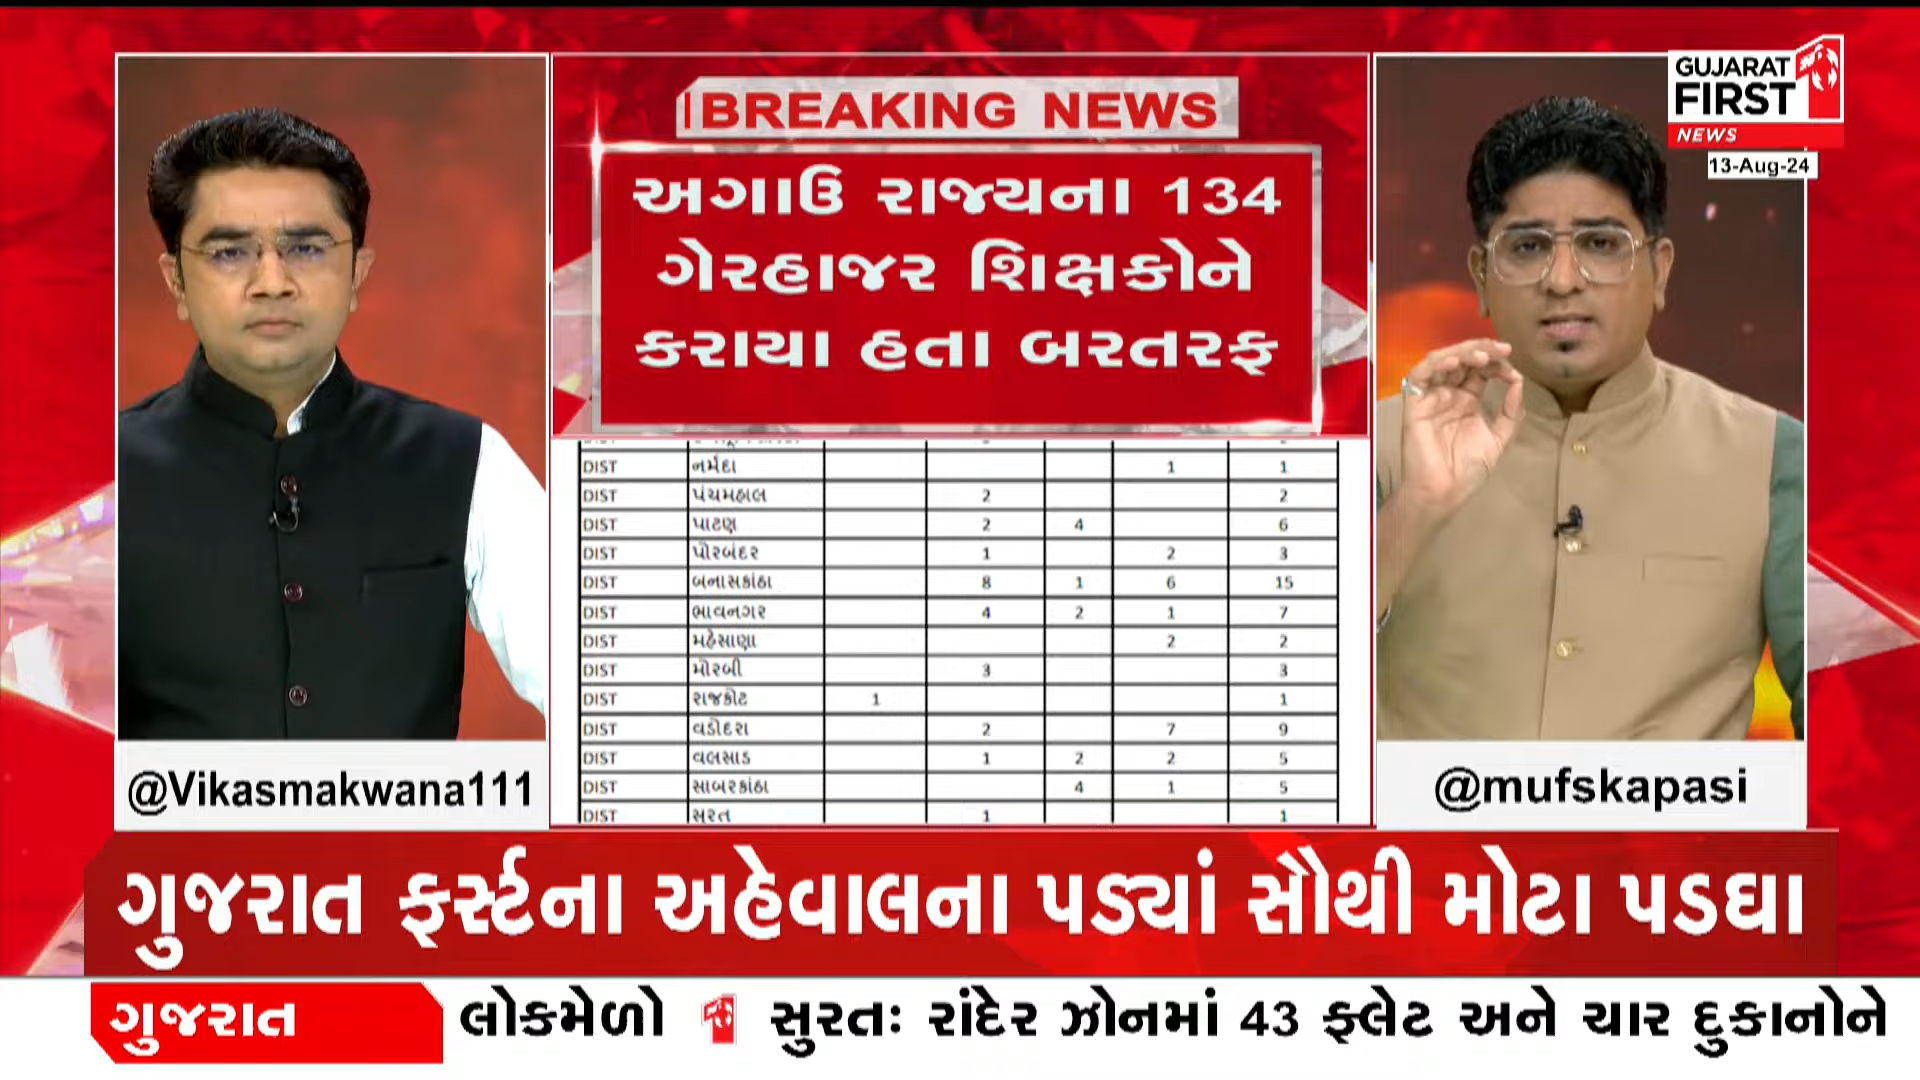 GUJARAT
FIRST
NEWS
13-Aug-24
BREAKING NEWS
અગાઉ રાજ્યના 134
ગેરહાજર શિક્ષકોને
કરાયા હતા બરતરફ
DIST નર્મદા 1 1
DIST પંચમહાલ 2 2
DIST પાટણ 2 4 6
DIST પોરબંદર 1 2 3
DIST બનાસકાંઠા 8 1 6 15
DIST ભાવનગર 4 2 1 7
DIST મહેસાણા 2 2
DIST મોરબી 3 3
DIST રાજકોટ 1 1
DIST વડોદરા 2 7 9
DIST વલસાડ 1 2 2 5
DIST સાબરકાંઠા 4 1 5
DIST સુરત 1 1
@Vikasmakwana111
@mufskapasi
ગુજરાત ફર્સ્ટના અહેવાલના પડ્યાં સૌથી મોટા પડઘા
ગુજરાત લોકમેળો સુરતઃ રાંદેર ઝોનમાં 43 ફ્લેટ અને ચાર દુકાનોને